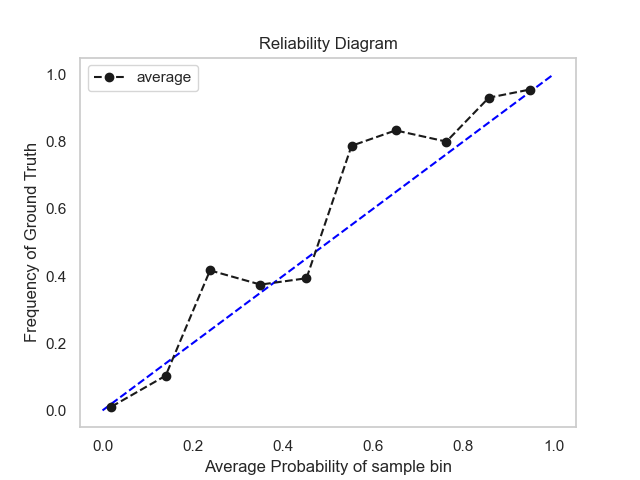 Reliability Diagram
average
1.0
0.8
0.6
0.4
0.2
0.0
Frequency of Ground Truth
0.0 0.2 0.4 0.6 0.8 1.0
Average Probability of sample bin